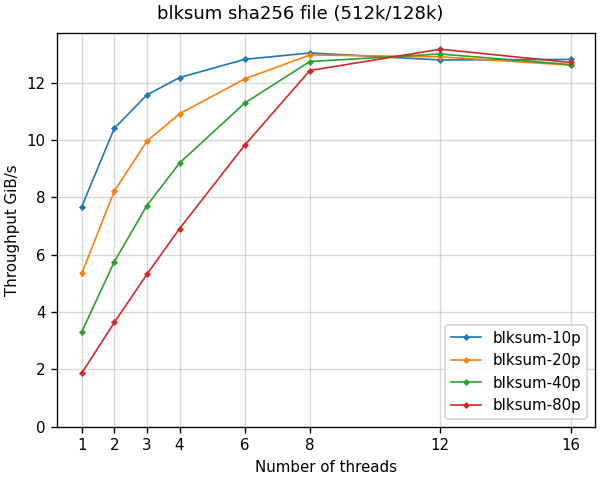 blksum sha256 file (512k/128k)
Throughput GiB/s
12
10
8
6
4
2
0
1 2 3 4 6 8 12 16
Number of threads
blksum-10p
blksum-20p
blksum-40p
blksum-80p